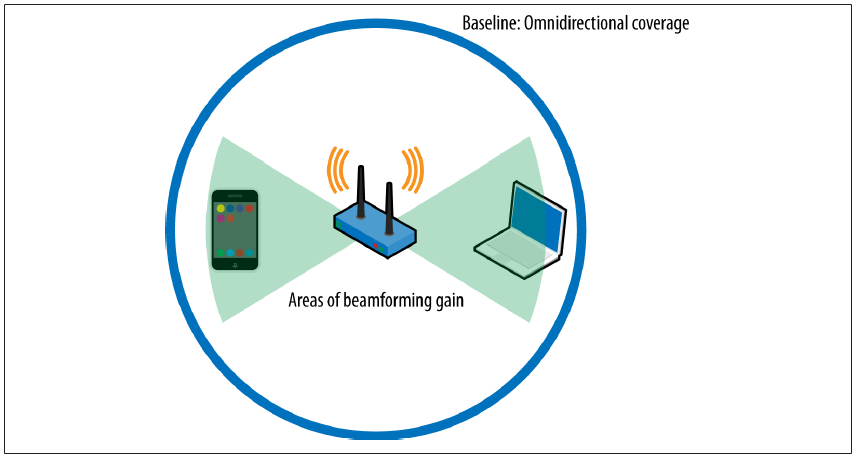 Baseline: Omnidirectional coverage
Areas of beamforming gain